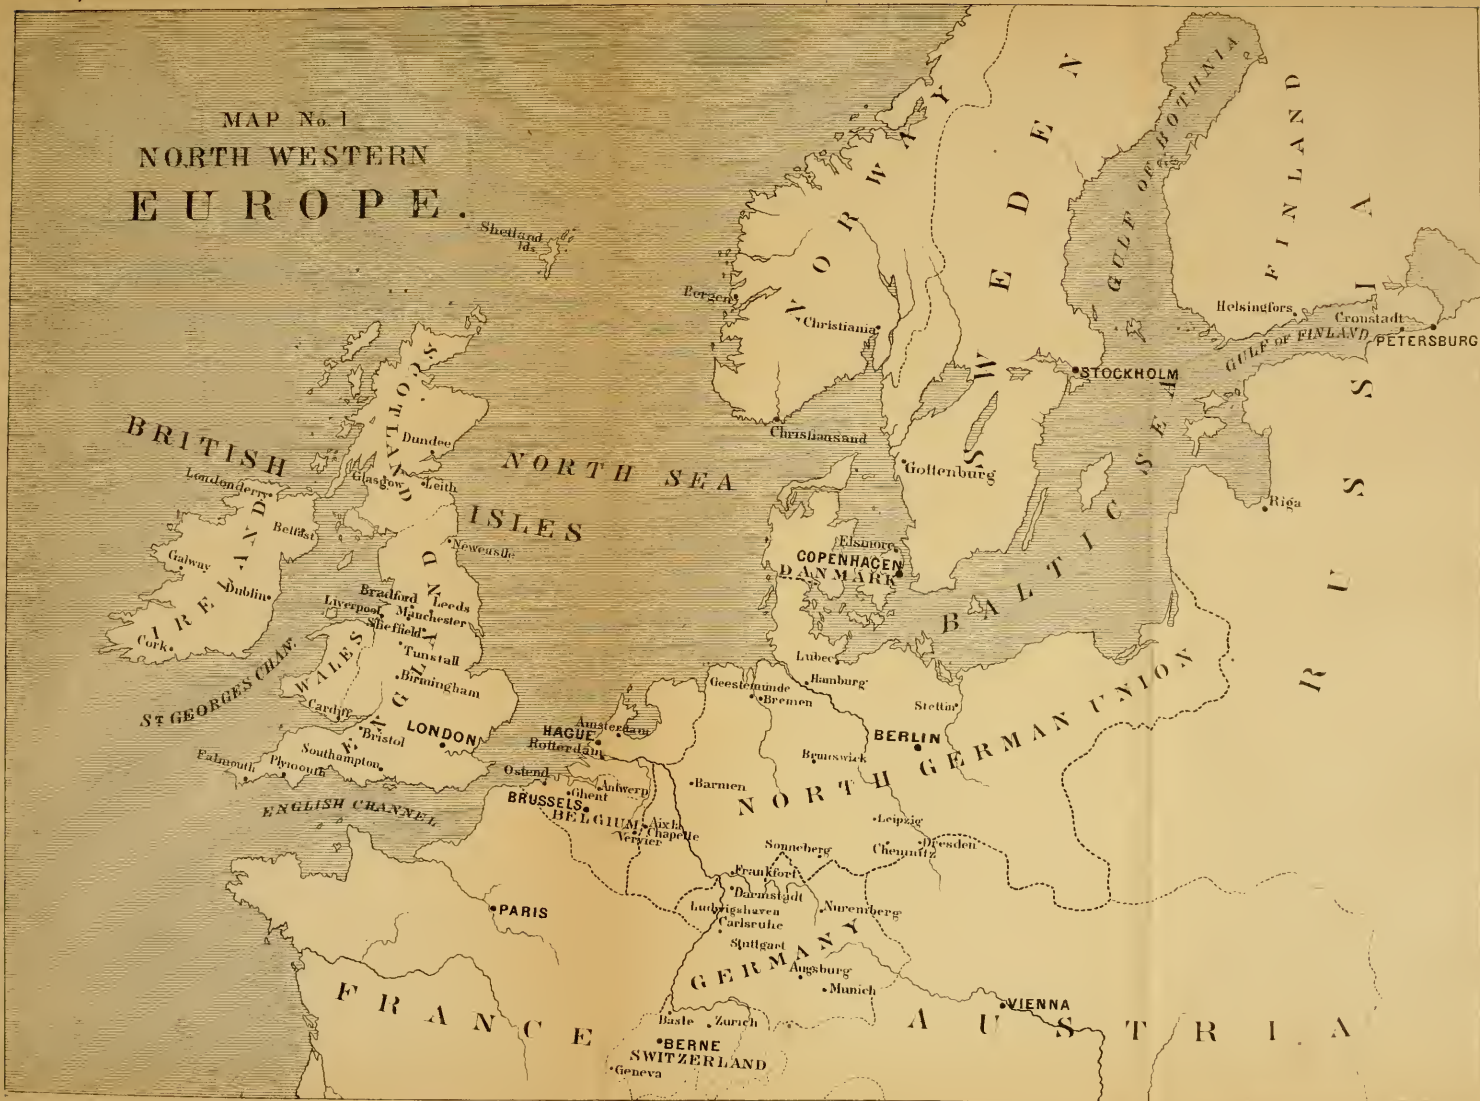 MAP No. 1
NORTH WESTERN
EUROPE.
Shetland
Ids
NORWAY
SWEDEN
GULF OF BOTHNIA
FINLAND
RUSSIA
Bergen
Christiania
Christiansand
Helsingfors
Cronstadt
GULF OF FINLAND
PETERSBURG
STOCKHOLM
Gottenburg
Riga
BALTIC SEA
BRITISH
ISLES
NORTH SEA
SCOTLAND
Dundee
Glasgow
Leith
Londonderry
Belfast
Galway
Dublin
Cork
IRELAND
Newcastle
Bradford
Leeds
Liverpool
Manchester
Sheffield
Tunstall
Birmingham
ENGLAND
WALES
Cardiff
Bristol
LONDON
Southampton
Falmouth
Plymouth
ST GEORGES CHAN.
ENGLISH CHANNEL
Elsinore
COPENHAGEN
DANMARK
Lubec
Hamburg
Geestemunde
Bremen
Stettin
BERLIN
Brunswick
NORTH GERMAN UNION
Amsterdam
HAGUE
Rotterdam
Ostend
Ghent
Antwerp
BRUSSELS
BELGIUM
Aixla
Chapelle
Vervier
Barmen
Leipzig
Dresden
Chemnitz
Sonneberg
Frankfort
Darmstadt
Ludwigshaven
Carlsruhe
Nuremberg
Stuttgart
GERMANY
Augsburg
Munich
PARIS
FRANCE
VIENNA
AUSTRIA
Basle
Zurich
BERNE
SWITZERLAND
Geneva